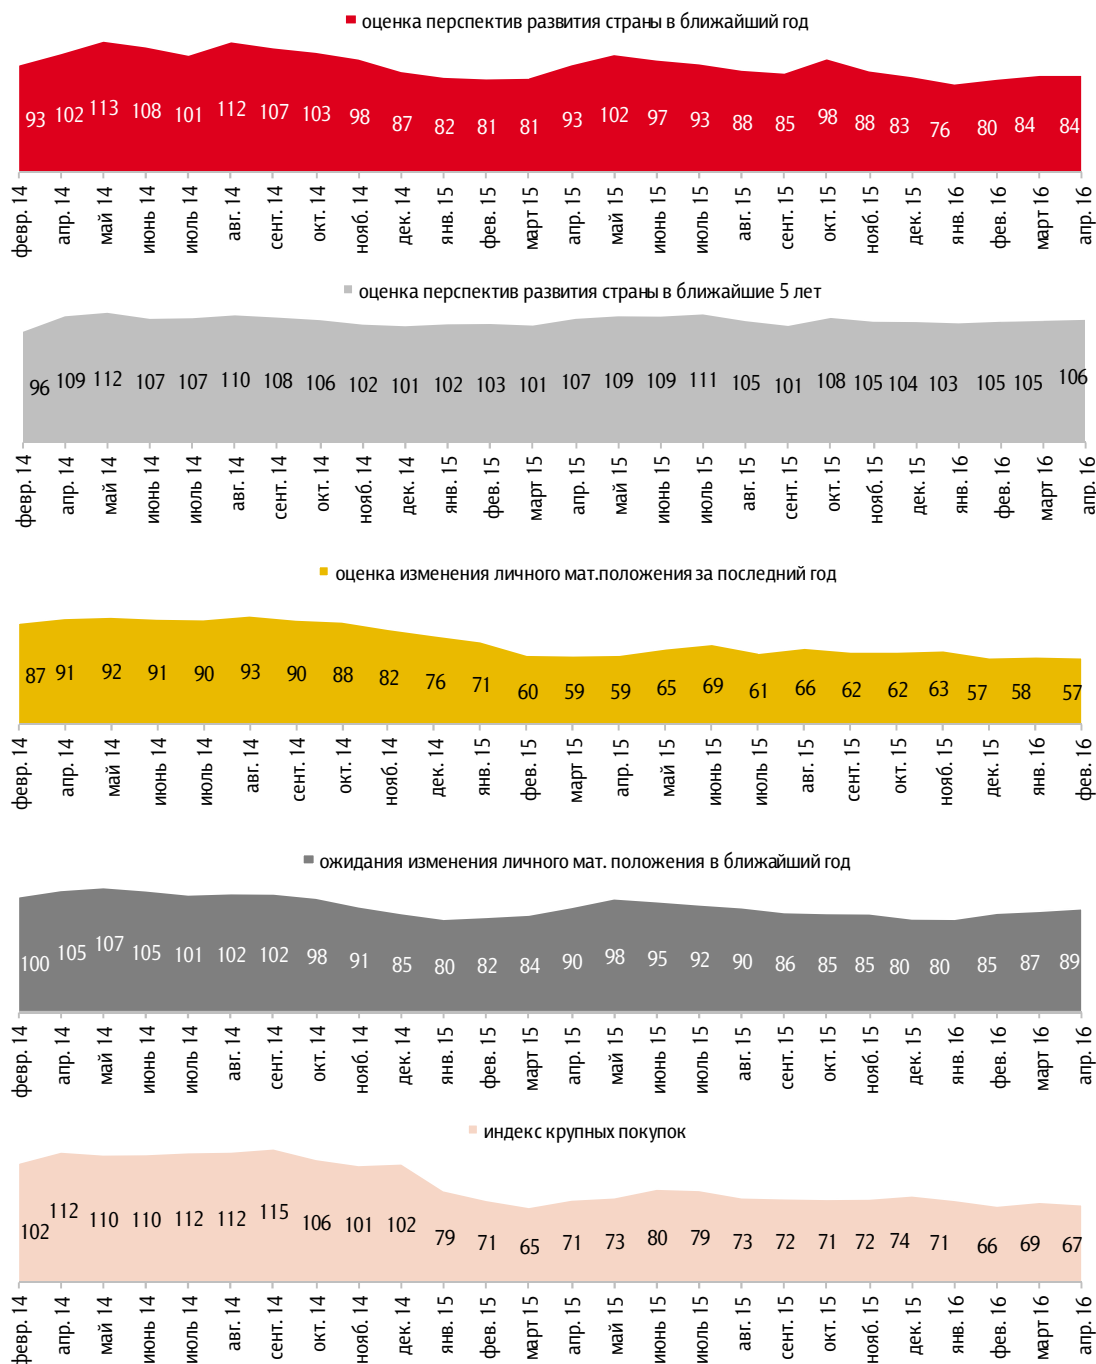 оценка перспектив развития страны в ближайший год
93 102 113 108 101 112 107 103 98 87 82 81 81 93 102 97 93 88 85 98 88 83 76 80 84 84
февр. 14 апр. 14 май 14 июнь 14 июль 14 авг. 14 сент. 14 окт. 14 нояб. 14 дек. 14 янв. 15 фев. 15 март 15 апр. 15 май 15 июнь 15 июль 15 авг. 15 сент. 15 окт. 15 нояб. 15 дек. 15 янв. 16 фев. 16 март 16 апр. 16
оценка перспектив развития страны в ближайшие 5 лет
96 109 112 107 107 110 108 106 102 101 102 103 101 107 109 109 111 105 101 108 105 104 103 105 105 106
февр. 14 апр. 14 май 14 июнь 14 июль 14 авг. 14 сент. 14 окт. 14 нояб. 14 дек. 14 янв. 15 фев. 15 март 15 апр. 15 май 15 июнь 15 июль 15 авг. 15 сент. 15 окт. 15 нояб. 15 дек. 15 янв. 16 фев. 16 март 16 апр. 16
оценка изменения личного мат.положения за последний год
87 91 92 91 90 93 90 88 82 76 71 60 59 59 65 69 61 66 62 62 63 57 58 57
февр. 14 апр. 14 май 14 июнь 14 июль 14 авг. 14 сент. 14 окт. 14 нояб. 14 дек. 14 янв. 15 фев. 15 март 15 апр. 15 май 15 июнь 15 июль 15 авг. 15 сент. 15 окт. 15 нояб. 15 дек. 15 янв. 16 фев. 16
ожидания изменения личного мат. положения в ближайший год
100 105 107 105 101 102 102 98 91 85 80 82 84 90 98 95 92 90 86 85 85 80 80 85 87 89
февр. 14 апр. 14 май 14 июнь 14 июль 14 авг. 14 сент. 14 окт. 14 нояб. 14 дек. 14 янв. 15 фев. 15 март 15 апр. 15 май 15 июнь 15 июль 15 авг. 15 сент. 15 окт. 15 нояб. 15 дек. 15 янв. 16 фев. 16 март 16 апр. 16
индекс крупных покупок
102 112 110 110 112 112 115 106 101 102 79 71 65 71 73 80 79 73 72 71 72 74 71 66 69 67
февр. 14 апр. 14 май 14 июнь 14 июль 14 авг. 14 сент. 14 окт. 14 нояб. 14 дек. 14 янв. 15 фев. 15 март 15 апр. 15 май 15 июнь 15 июль 15 авг. 15 сент. 15 окт. 15 нояб. 15 дек. 15 янв. 16 фев. 16 март 16 апр. 16